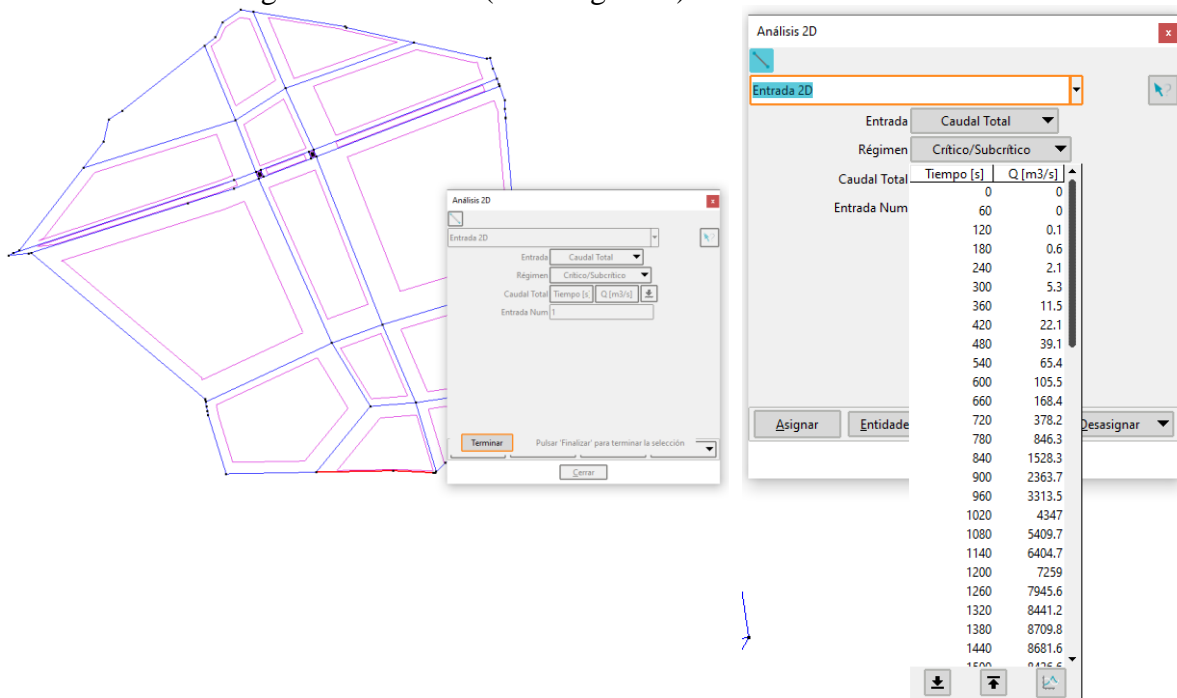 Análisis 2D
x
Entrada 2D
Entrada Caudal Total
Régimen Crítico/Subcrítico
Caudal Total Tiempo [s] Q [m3/s]
Entrada Num 1
Terminar Pulsar 'Finalizar' para terminar la selección
Cerrar
Análisis 2D
x
Entrada 2D
Entrada Caudal Total
Régimen Crítico/Subcrítico
Caudal Total
Entrada Num
Tiempo [s] Q [m3/s]
0 0
60 0
120 0.1
180 0.6
240 2.1
300 5.3
360 11.5
420 22.1
480 39.1
540 65.4
600 105.5
660 168.4
720 378.2
780 846.3
840 1528.3
900 2363.7
960 3313.5
1020 4347
1080 5409.7
1140 6404.7
1200 7259
1260 7945.6
1320 8441.2
1380 8709.8
1440 8681.6
1500 8426.6
Asignar Entidade Desasignar